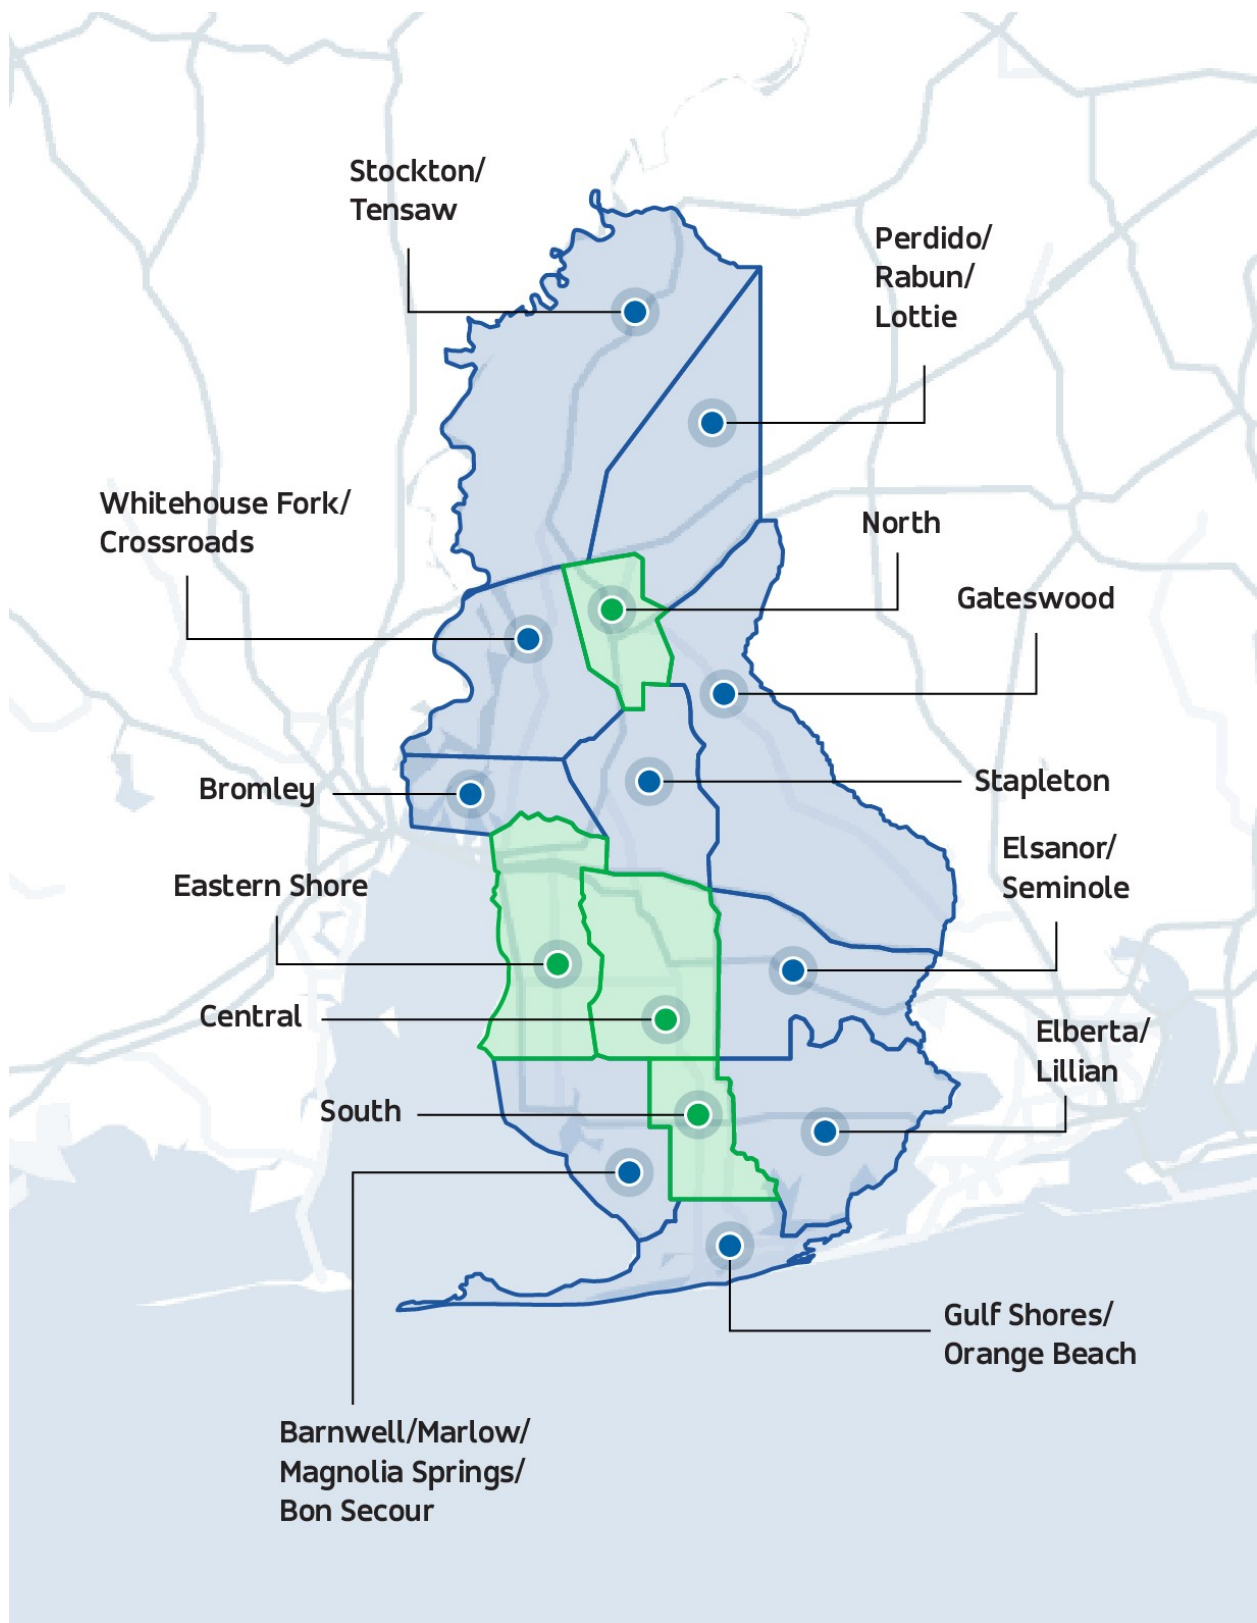 Stockton/
Tensaw
Perdido/
Rabun/
Lottie
Whitehouse Fork/
Crossroads
North
Gateswood
Bromley
Stapleton
Elsanor/
Seminole
Eastern Shore
Central
Elberta/
Lillian
South
Gulf Shores/
Orange Beach
Barnwell/Marlow/
Magnolia Springs/
Bon Secour